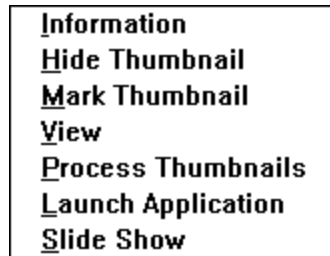 Information
Hide Thumbnail
Mark Thumbnail
View
Process Thumbnails
Launch Application
Slide Show